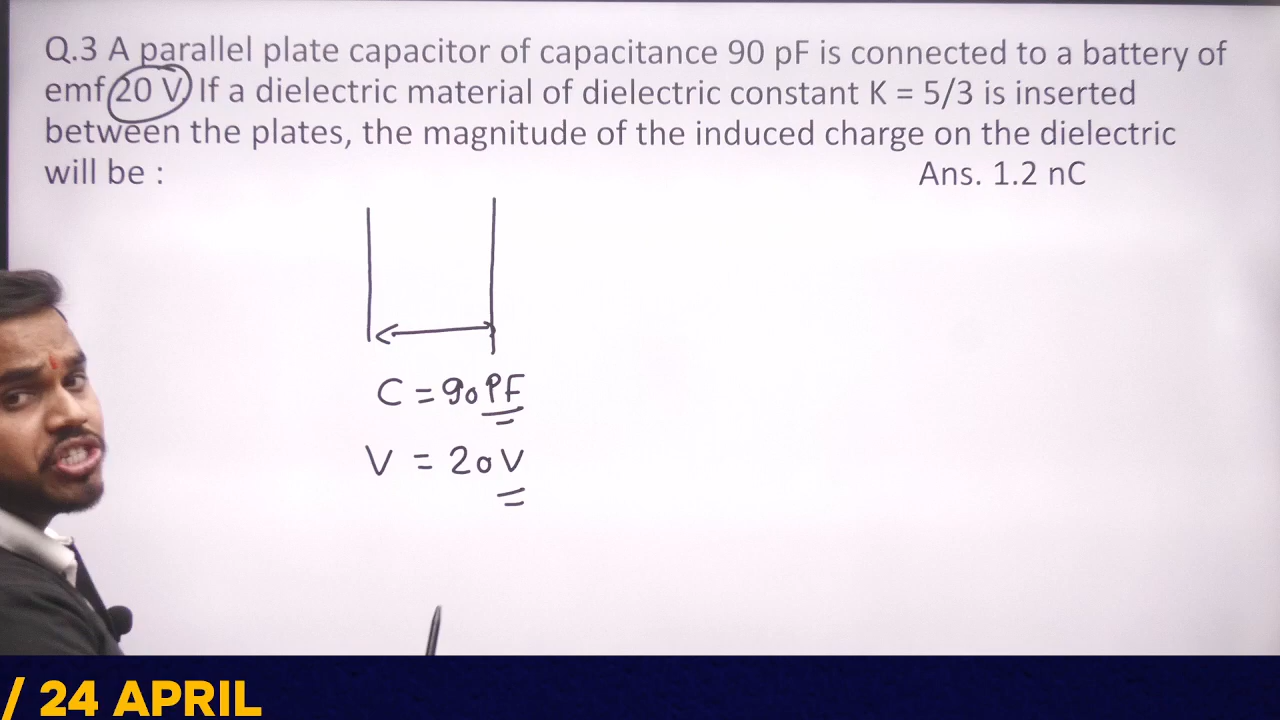 Q.3 A parallel plate capacitor of capacitance 90 pF is connected to a battery of
emf 20 V. If a dielectric material of dielectric constant K = 5/3 is inserted
between the plates, the magnitude of the induced charge on the dielectric
will be :
Ans. 1.2 nC
C = 90 PF
V = 20V
/ 24 APRIL